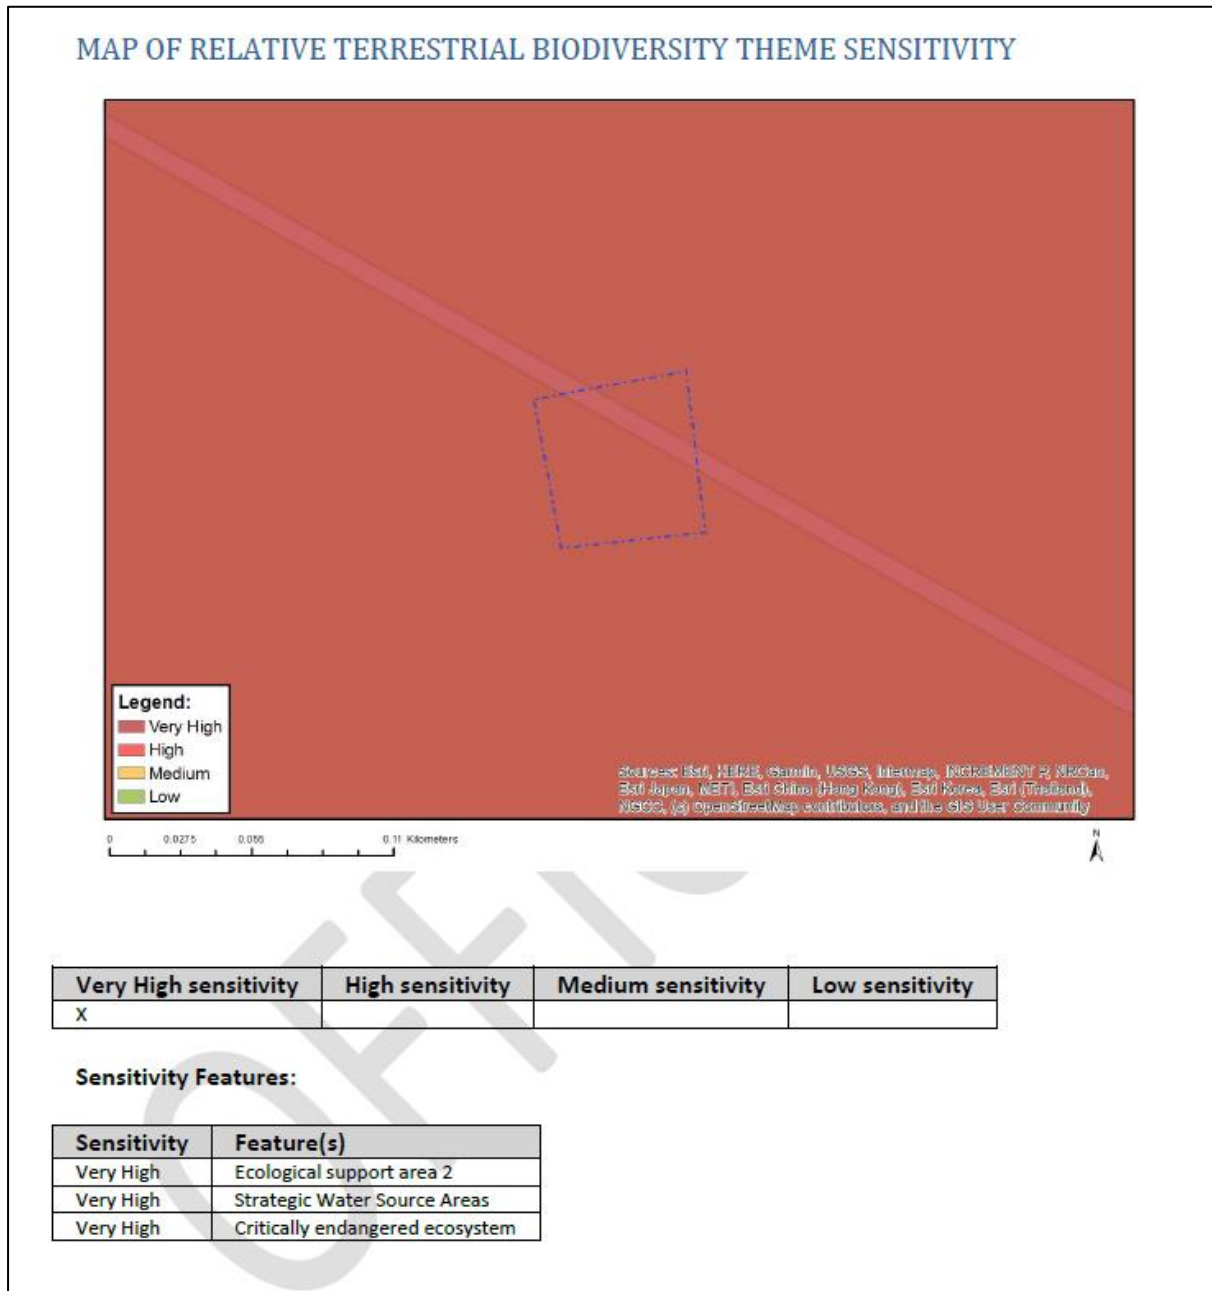 MAP OF RELATIVE TERRESTRIAL BIODIVERSITY THEME SENSITIVITY
Legend:
Very High
High
Medium
Low
Sources: Esri, HERE, Garmin, USGS, Intermap, INCREMENT P, NRCan,
Esri Japan, METI, Esri China (Hong Kong), Esri Korea, Esri (Thailand),
NGCC, (c) OpenStreetMap contributors, and the GIS User Community
0 0.0275 0.055 0.11 Kilometers
N
Very High sensitivity High sensitivity Medium sensitivity Low sensitivity
X
Sensitivity Features:
Sensitivity Feature(s)
Very High Ecological support area 2
Very High Strategic Water Source Areas
Very High Critically endangered ecosystem